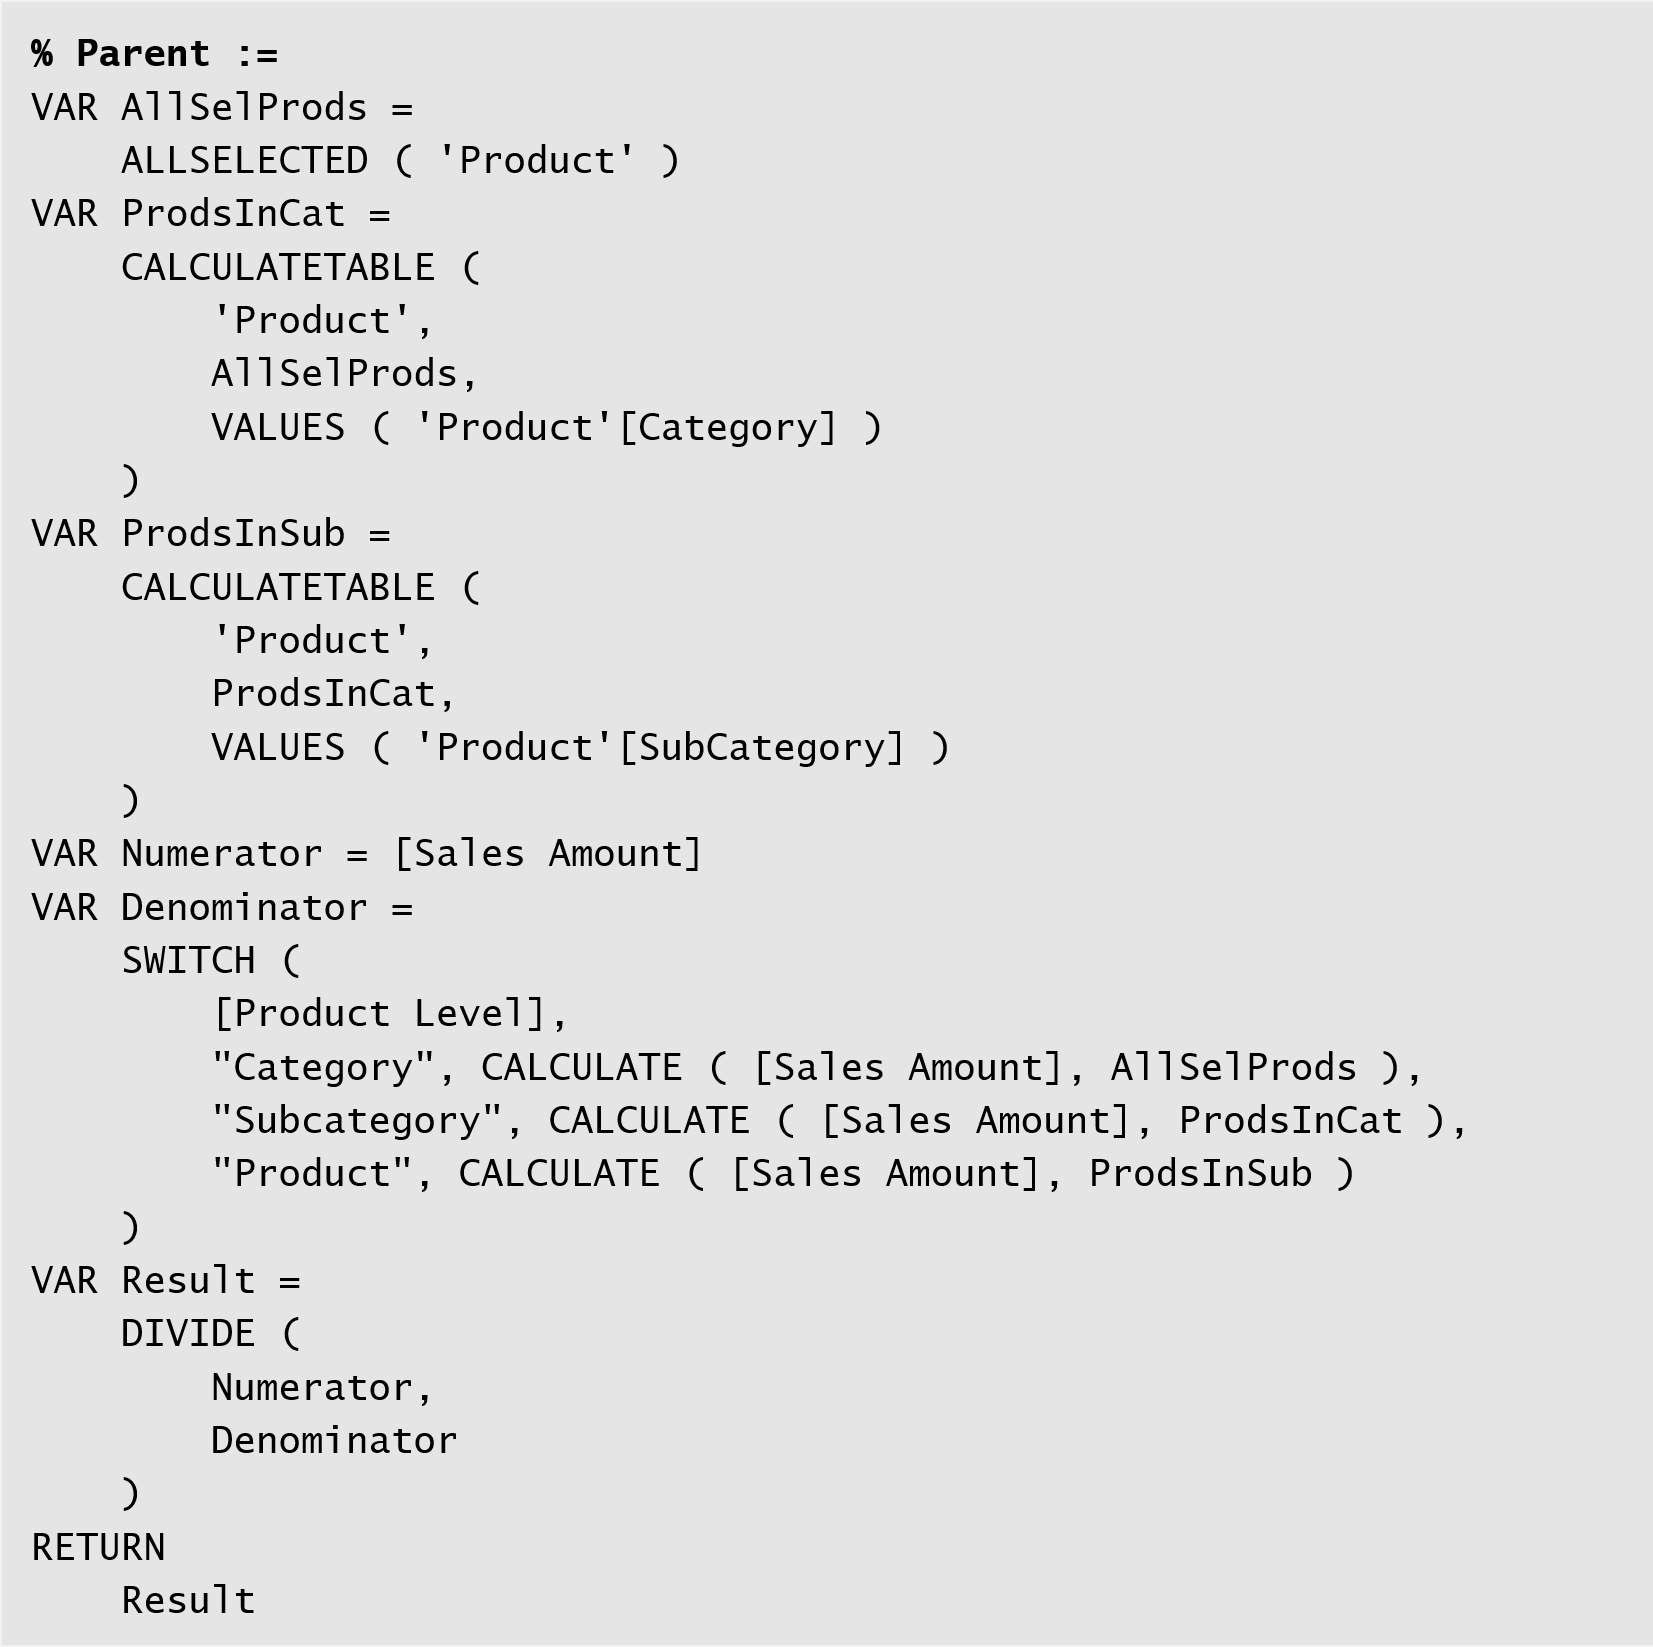 % Parent :=
VAR AllSelProds =
    ALLSELECTED ( 'Product' )
VAR ProdsInCat =
    CALCULATETABLE (
        'Product',
        AllSelProds,
        VALUES ( 'Product'[Category] )
    )
VAR ProdsInSub =
    CALCULATETABLE (
        'Product',
        ProdsInCat,
        VALUES ( 'Product'[SubCategory] )
    )
VAR Numerator = [Sales Amount]
VAR Denominator =
    SWITCH (
        [Product Level],
        "Category", CALCULATE ( [Sales Amount], AllSelProds ),
        "Subcategory", CALCULATE ( [Sales Amount], ProdsInCat ),
        "Product", CALCULATE ( [Sales Amount], ProdsInSub )
    )
VAR Result =
    DIVIDE (
        Numerator,
        Denominator
    )
RETURN
    Result